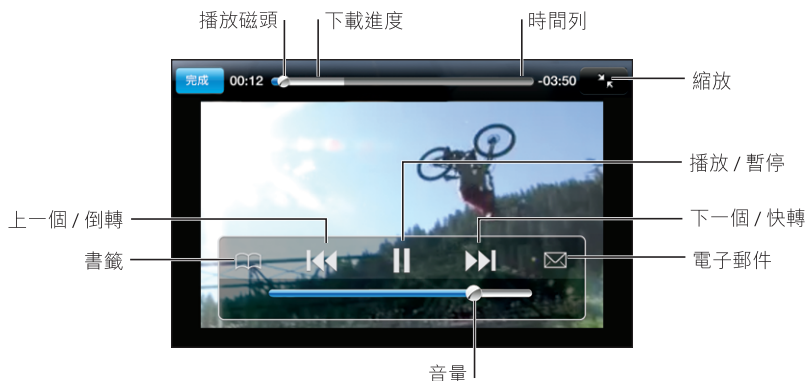 播放磁頭 下載進度 時間列
完成 00:12 -03:50 縮放
播放 / 暫停
上一個 / 倒轉 下一個 / 快轉
書籤 電子郵件
音量